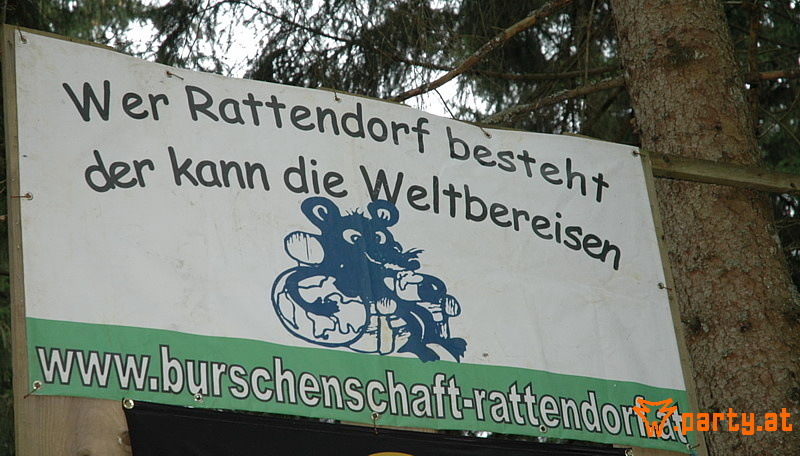 Wer Rattendorf besteht
der kann die Weltbereisen
www.burschenschaft-rattendorf.at
party.at